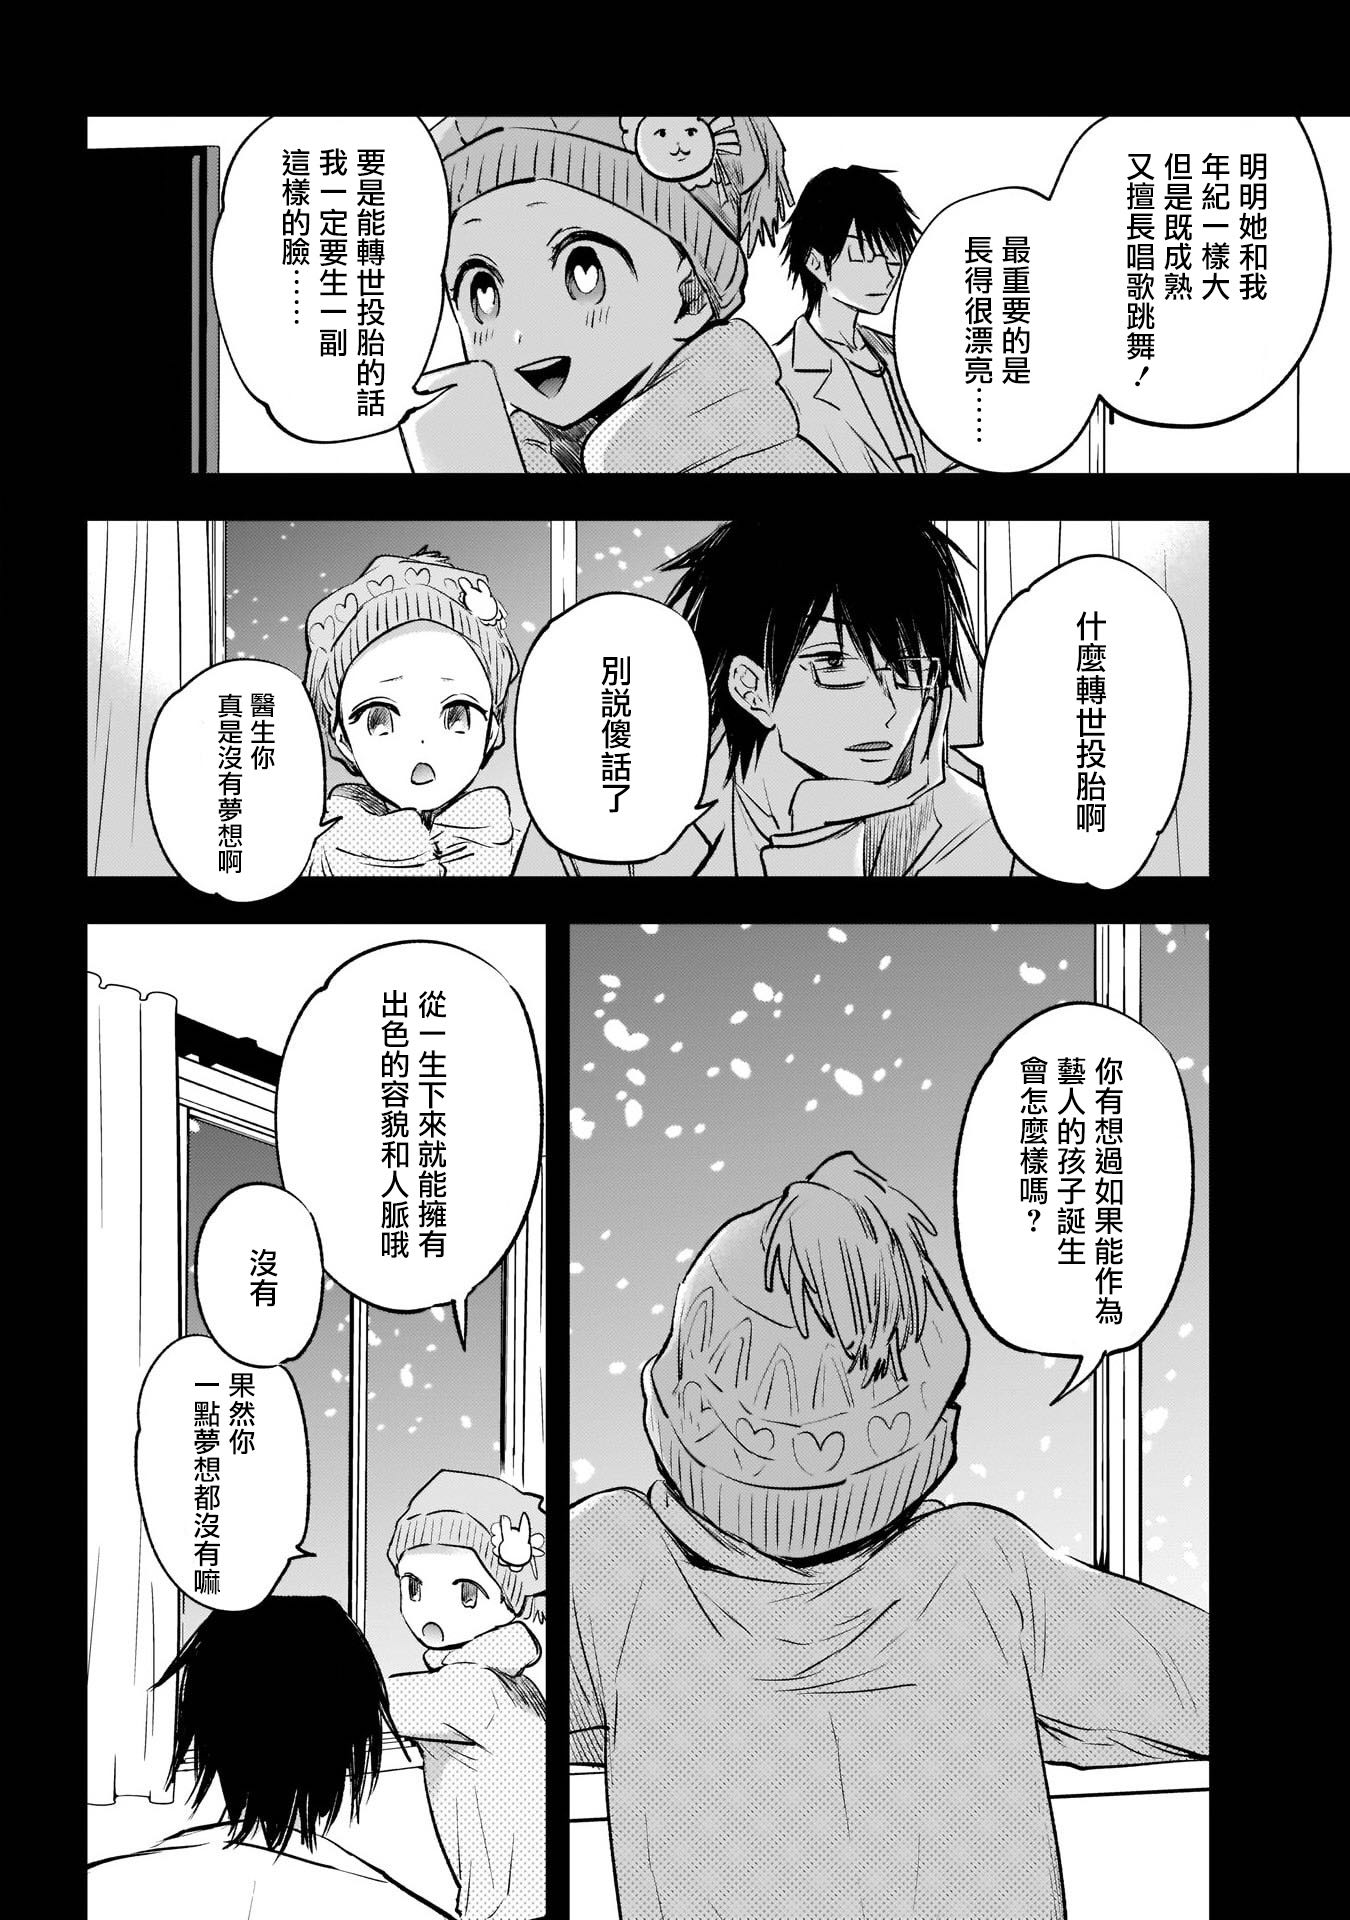 明明她和我
年紀一樣大
但是既成熟
又擅長唱歌跳舞！
最重要的是
長得很漂亮……
要是能轉世投胎的話
我一定要生一副
這樣的臉……
什麼轉世投胎啊
別說傻話了
醫生你
真是沒有夢想啊
你有想過如果能作為
藝人的孩子誕生
會怎麼樣嗎？
從一生下來就能擁有
出色的容貌和人脈哦
沒有
果然你
一點夢想都沒有嘛